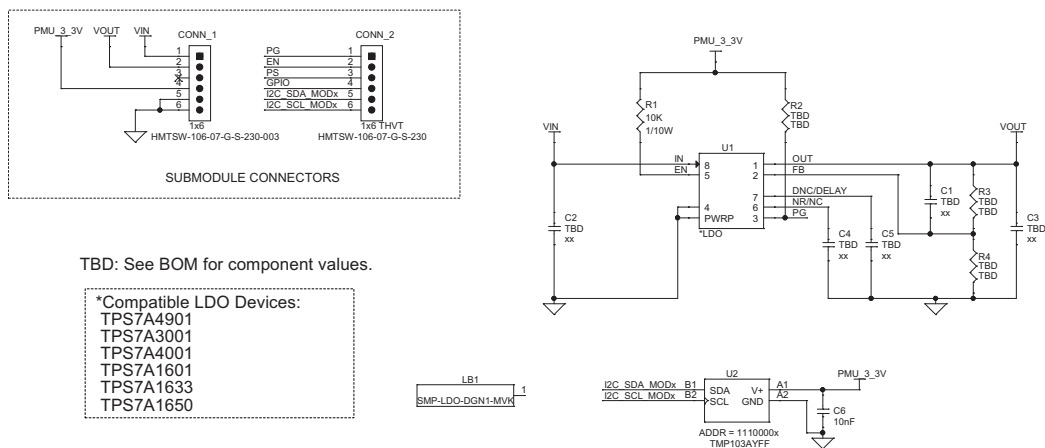 PMU_3_3V VOUT VIN CONN_1 CONN_2
1 PG 1
2 EN 2
3 PS 3
4 GPIO 4
5 I2C_SDA_MODx 5
6 I2C_SCL_MODx 6
1x6 1x6 THVT
HMTSW-106-07-G-S-230-003 HMTSW-106-07-G-S-230
SUBMODULE CONNECTORS
TBD: See BOM for component values.
*Compatible LDO Devices:
TPS7A4901
TPS7A3001
TPS7A4001
TPS7A1601
TPS7A1633
TPS7A1650
PMU_3_3V
R1
10K
1/10W
R2
TBD
TBD
VIN
VOUT
U1
IN 8 1 OUT
EN 5 2 FB
7 DNC/DELAY
4 6 NR/NC
PWRP 3 PG
*LDO
C2
TBD
xx
C4
TBD
xx
C5
TBD
xx
C1
TBD
xx
R3
TBD
TBD
R4
TBD
TBD
C3
TBD
xx
LB1
SMP-LDO-DGN1-MVK 1
U2
I2C_SDA_MODx B1 SDA V+ A1 PMU_3_3V
I2C_SCL_MODx B2 SCL GND A2
C6
10nF
ADDR = 1110000x
TMP103AYFF